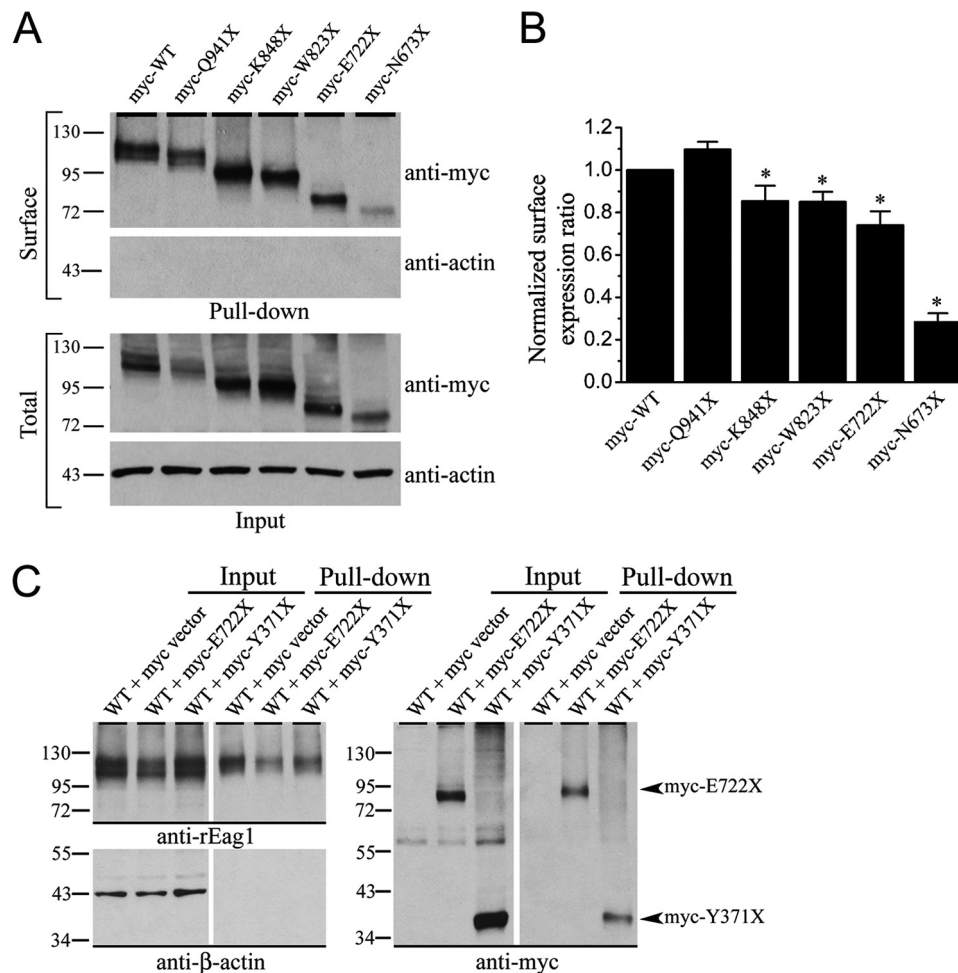 A
myc-WT
myc-Q941X
myc-K848X
myc-W823X
myc-E722X
myc-N673X
Surface
130
95
72
anti-myc
43
anti-actin
Pull-down
Total
130
95
72
anti-myc
43
anti-actin
Input
B
Normalized surface
expression ratio
1.2
1.0
0.8
0.6
0.4
0.2
0.0
*
*
*
*
myc-WT
myc-Q941X
myc-K848X
myc-W823X
myc-E722X
myc-N673X
C
Input
Pull-down
WT + myc vector
WT + myc-E722X
WT + myc-Y371X
WT + myc vector
WT + myc-E722X
WT + myc-Y371X
130
95
72
anti-rEag1
55
43
34
anti-β-actin
Input
Pull-down
WT + myc vector
WT + myc-E722X
WT + myc-Y371X
WT + myc vector
WT + myc-E722X
WT + myc-Y371X
130
95
72
55
43
34
myc-E722X
myc-Y371X
anti-myc